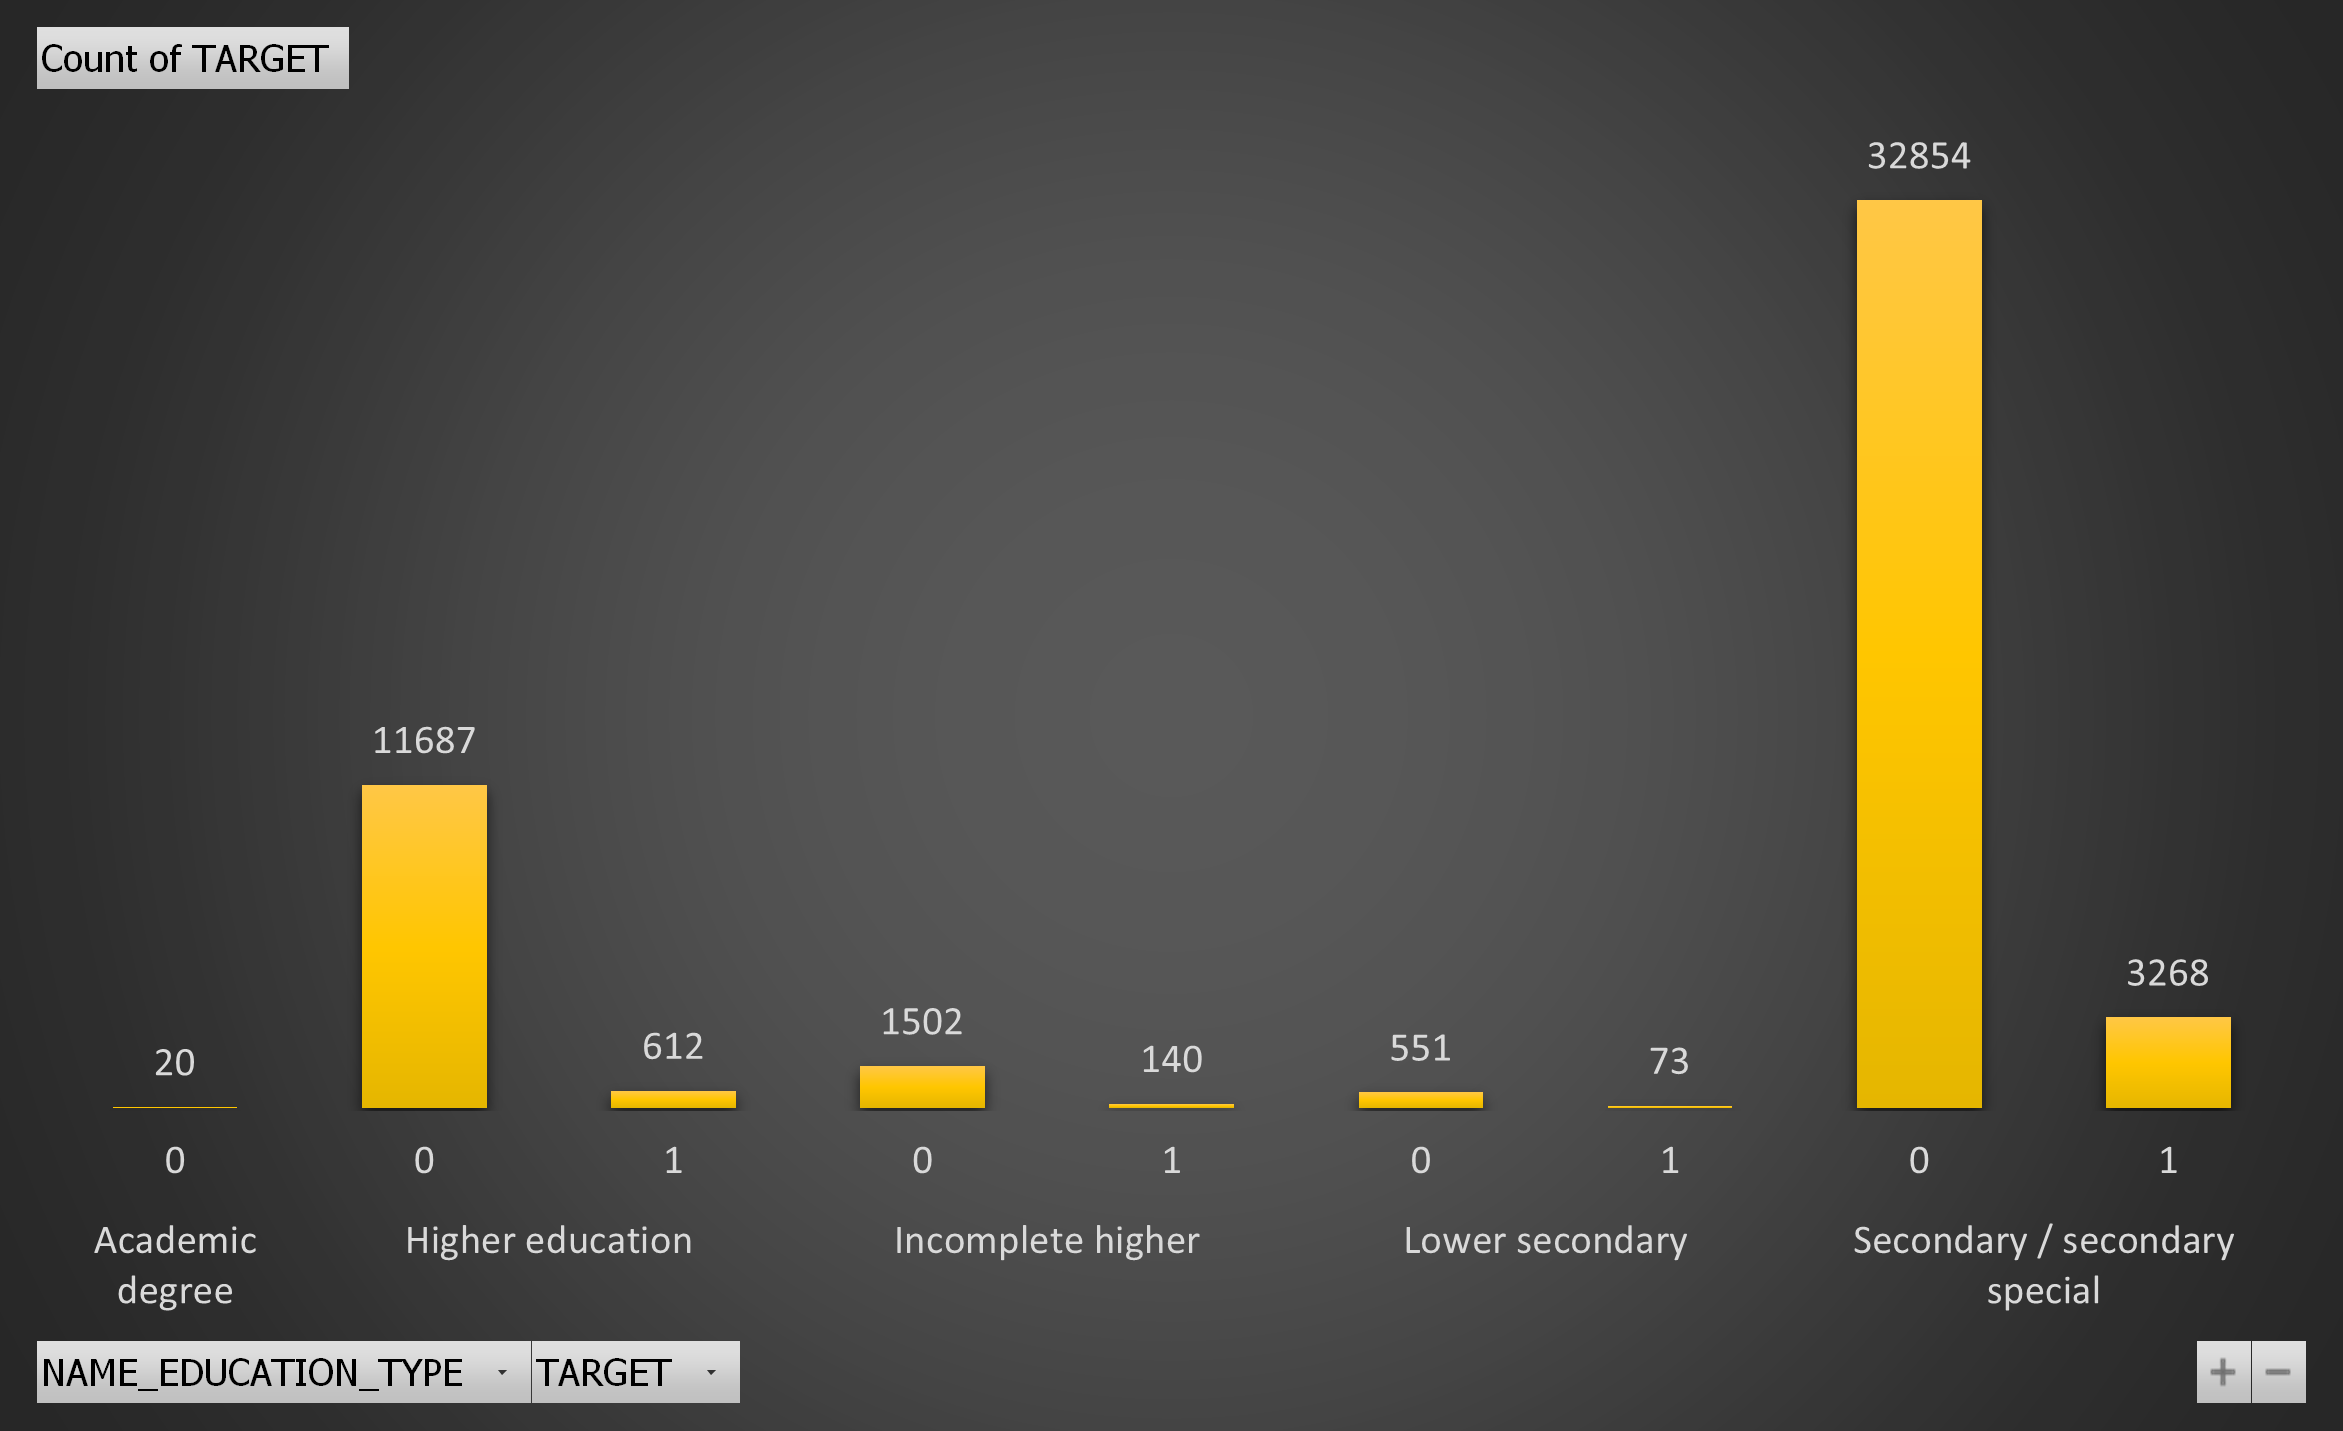 Count of TARGET
32854
11687
3268
1502
612
551
140
73
20
0 0 1 0 1 0 1 0 1
Academic degree
Higher education
Incomplete higher
Lower secondary
Secondary / secondary special
NAME_EDUCATION_TYPE TARGET
+ −